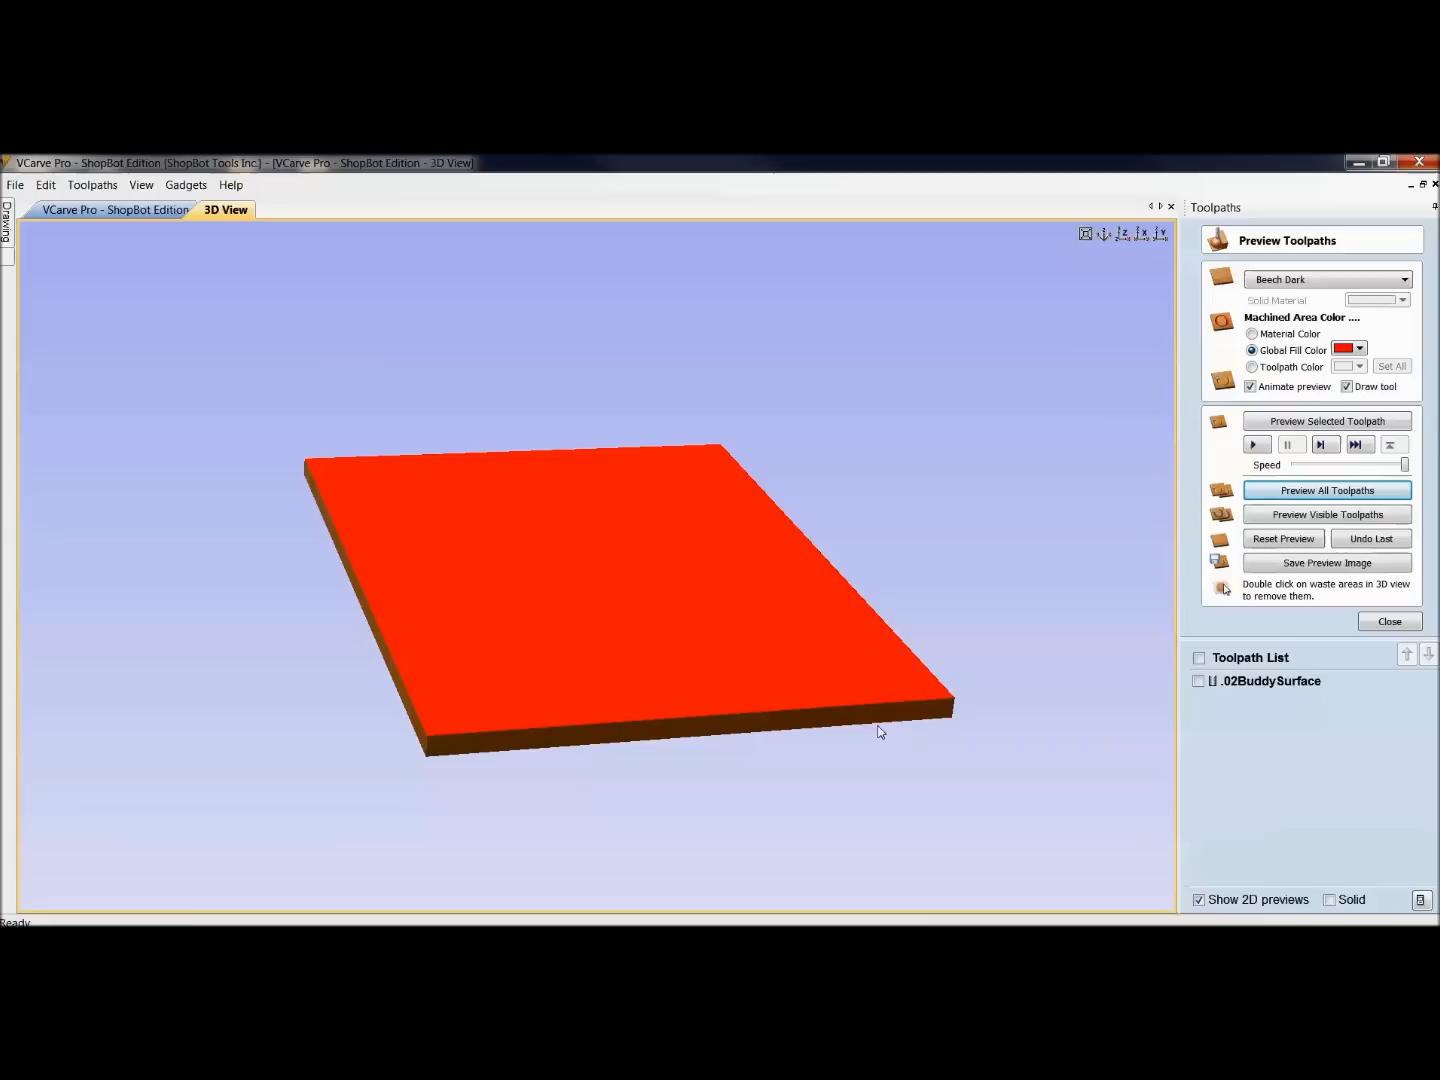 VCarve Pro - ShopBot Edition [ShopBot Tools Inc.] - [VCarve Pro - ShopBot Edition - 3D View]
File Edit Toolpaths View Gadgets Help
VCarve Pro - ShopBot Edition 3D View
Drawing
Toolpaths
Preview Toolpaths
Beech Dark
Solid Material
Machined Area Color ....
Material Color
Global Fill Color
Toolpath Color Set All
Animate preview Draw tool
Preview Selected Toolpath
Speed
Preview All Toolpaths
Preview Visible Toolpaths
Reset Preview Undo Last
Save Preview Image
Double click on waste areas in 3D view
to remove them.
Close
Toolpath List
.02BuddySurface
Show 2D previews Solid
Ready